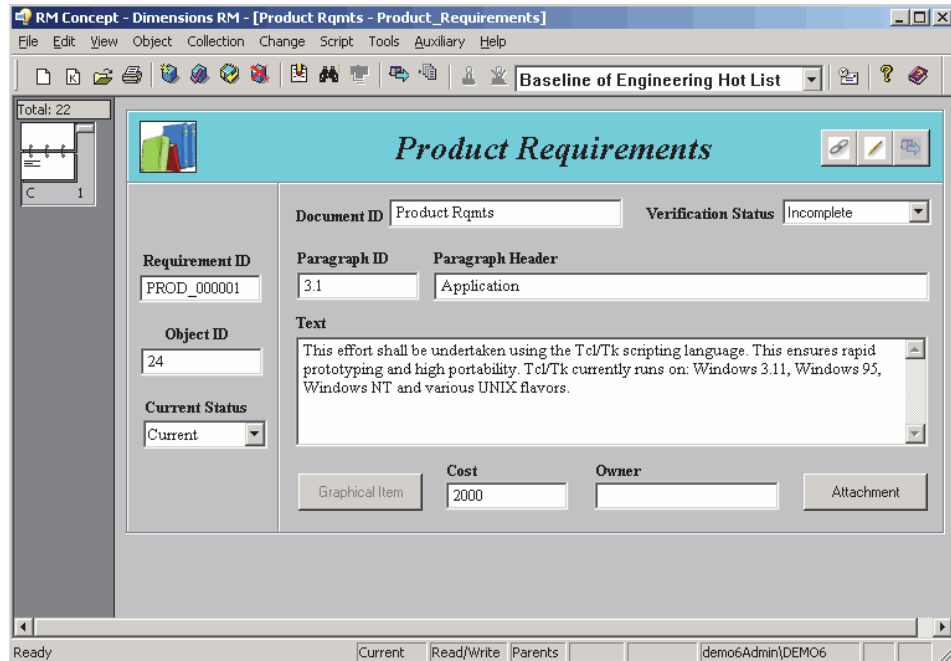 RM Concept - Dimensions RM - [Product Rqmts - Product_Requirements]
File Edit View Object Collection Change Script Tools Auxiliary Help
Baseline of Engineering Hot List
Total: 22
C 1
Product Requirements
Document ID Product Rqmts Verification Status Incomplete
Requirement ID Paragraph ID Paragraph Header
PROD_000001 3.1 Application
Object ID
24
Current Status
Current
Text
This effort shall be undertaken using the Tcl/Tk scripting language. This ensures rapid
prototyping and high portability. Tcl/Tk currently runs on: Windows 3.11, Windows 95,
Windows NT and various UNIX flavors.
Cost Owner
Graphical Item 2000 Attachment
Ready Current Read/Write Parents demo6Admin\DEMO6